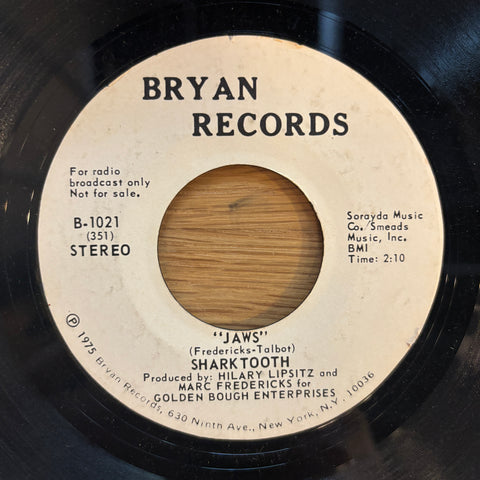 BRYAN
RECORDS
For radio
broadcast only
Not for sale.
B-1021
(351)
STEREO
Sorayda Music
Co./Smeads
Music, Inc.
BMI
Time: 2:10
"JAWS"
(Fredericks-Talbot)
SHARKTOOTH
Produced by: HILARY LIPSITZ and
MARC FREDERICKS for
GOLDEN BOUGH ENTERPRISES
℗ 1975 Bryan Records, 630 Ninth Ave., New York, N.Y. 10036